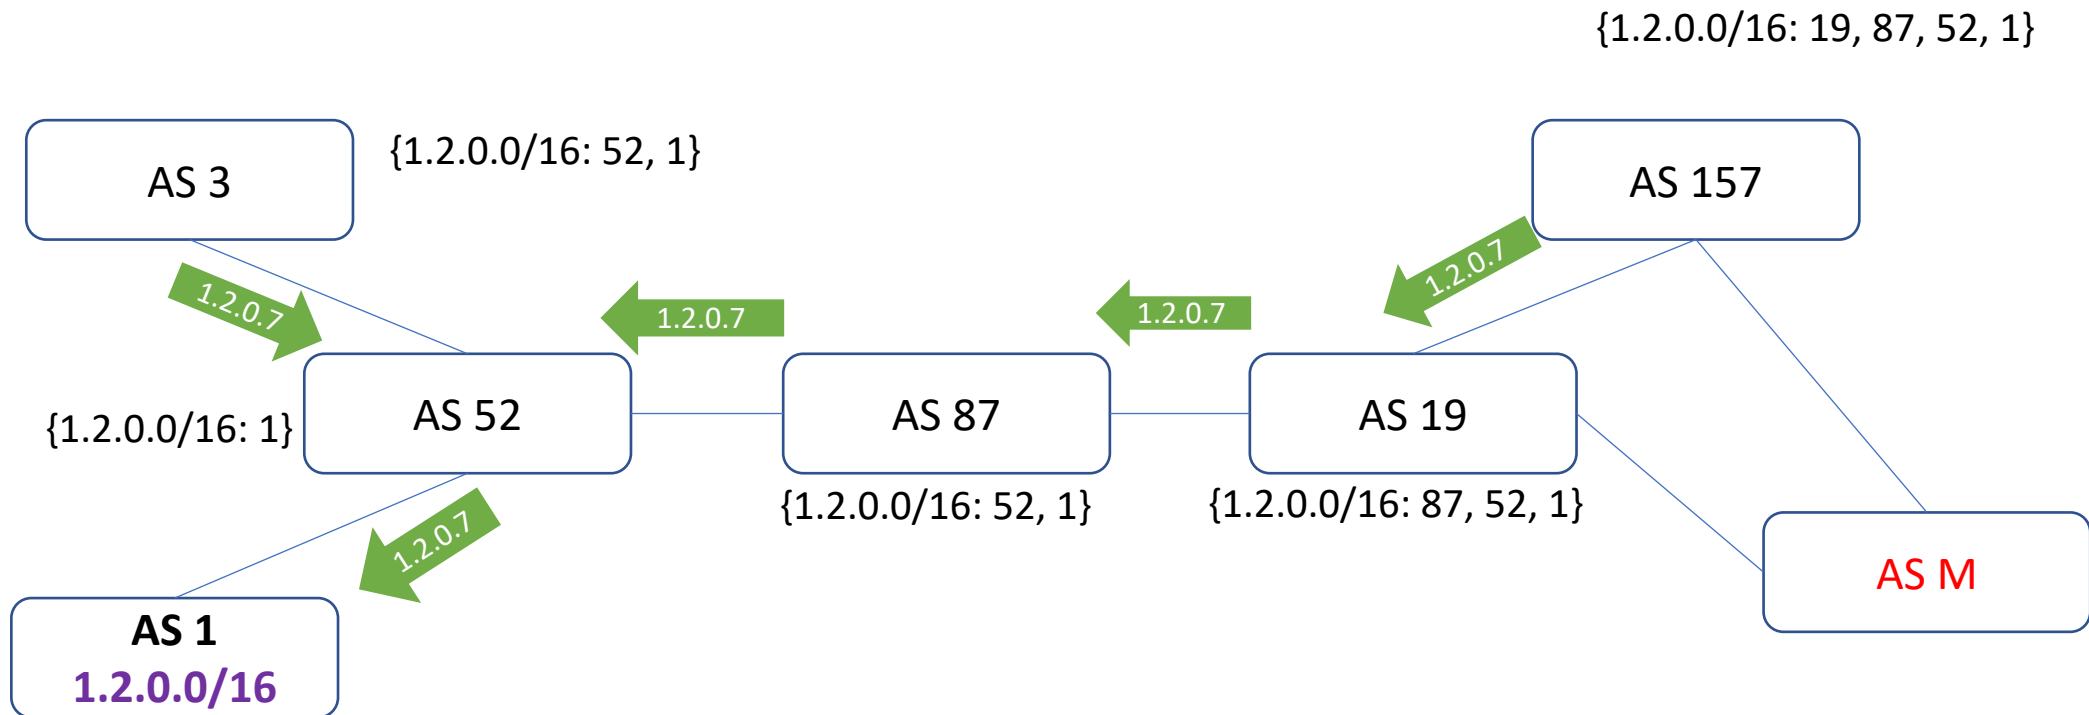 {1.2.0.0/16: 19, 87, 52, 1}
AS 3
{1.2.0.0/16: 52, 1}
AS 157
1.2.0.7
1.2.0.7
1.2.0.7
1.2.0.7
{1.2.0.0/16: 1}
AS 52
AS 87
AS 19
{1.2.0.0/16: 52, 1}
{1.2.0.0/16: 87, 52, 1}
1.2.0.7
AS M
AS 1
1.2.0.0/16